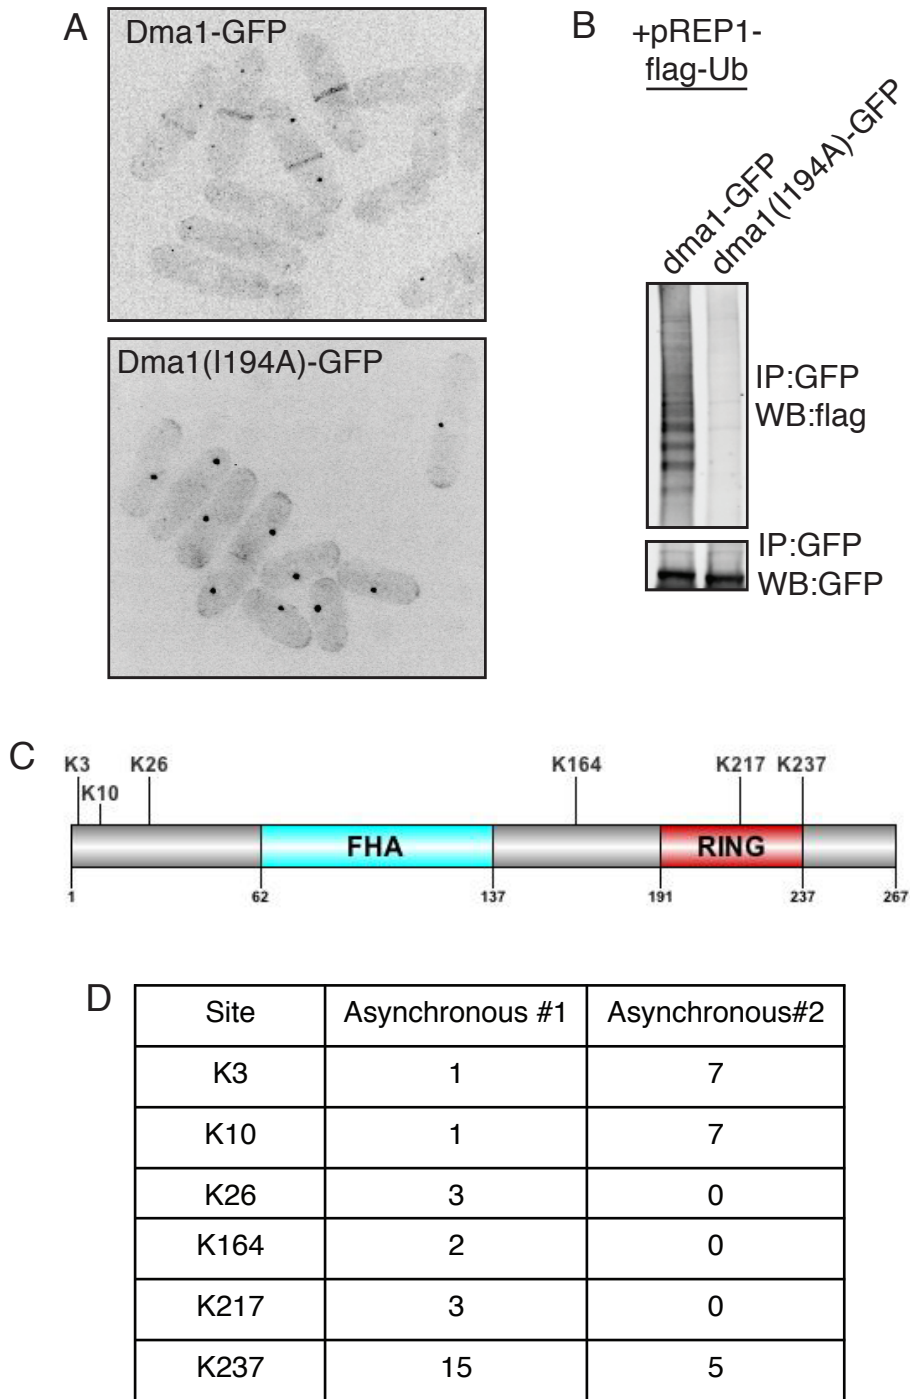 A
Dma1-GFP
Dma1(I194A)-GFP
B
+pREP1-
flag-Ub
dma1-GFP
dma1(I194A)-GFP
IP:GFP
WB:flag
IP:GFP
WB:GFP
C
K3 K26 K164 K217 K237
K10
FHA RING
1 62 137 191 237 267
D
Site Asynchronous #1 Asynchronous#2
K3 1 7
K10 1 7
K26 3 0
K164 2 0
K217 3 0
K237 15 5